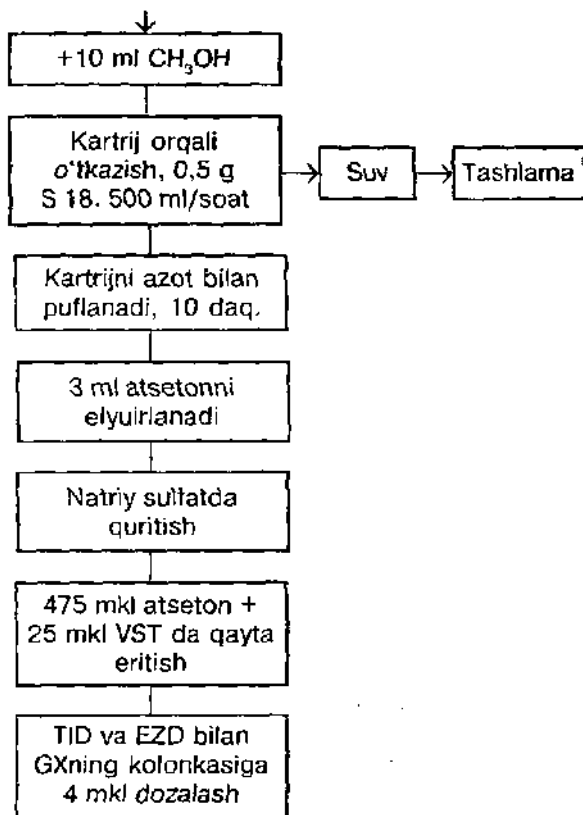 +10 ml CH₃OH
Kartrij orqali
o'tkazish, 0,5 g
S 18. 500 ml/soat
Suv
Tashlama
Kartrijni azot bilan
puflanadi, 10 daq.
3 ml atsetonni
elyuirlanadi
Natriy sulfatda
quritish
475 mkl atseton +
25 mkl VST da qayta
eritish
TID va EZD bilan
GXning kolonkasiga
4 mkl dozalash